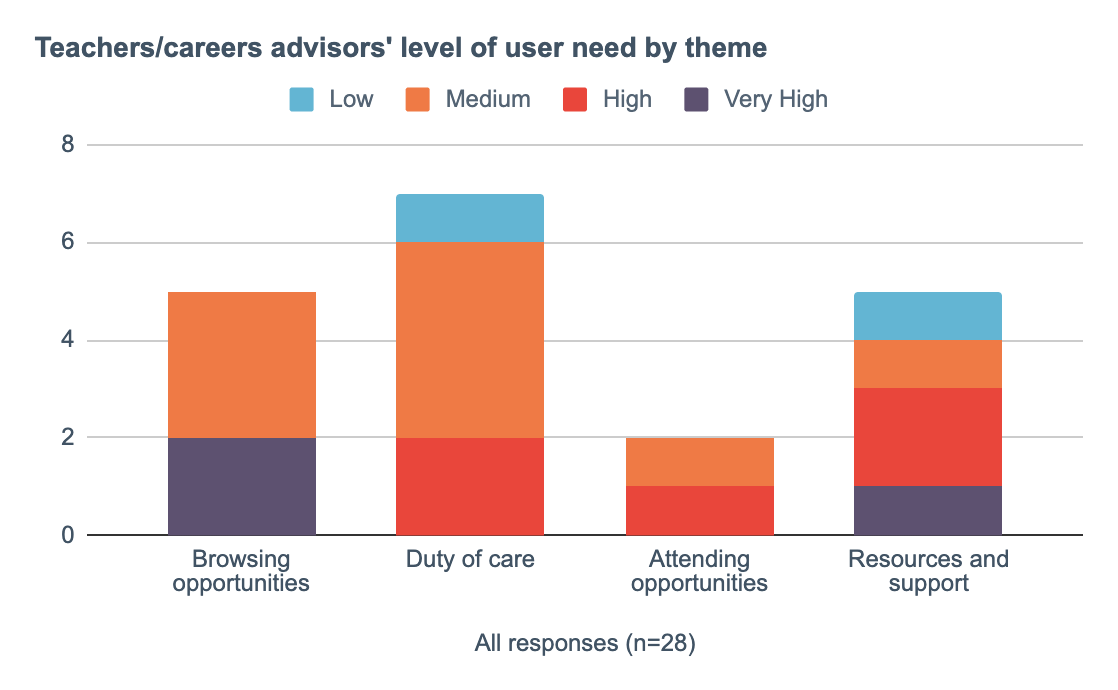 Teachers/careers advisors' level of user need by theme
Low Medium High Very High
8
6
4
2
0
Browsing opportunities
Duty of care
Attending opportunities
Resources and support
All responses (n=28)